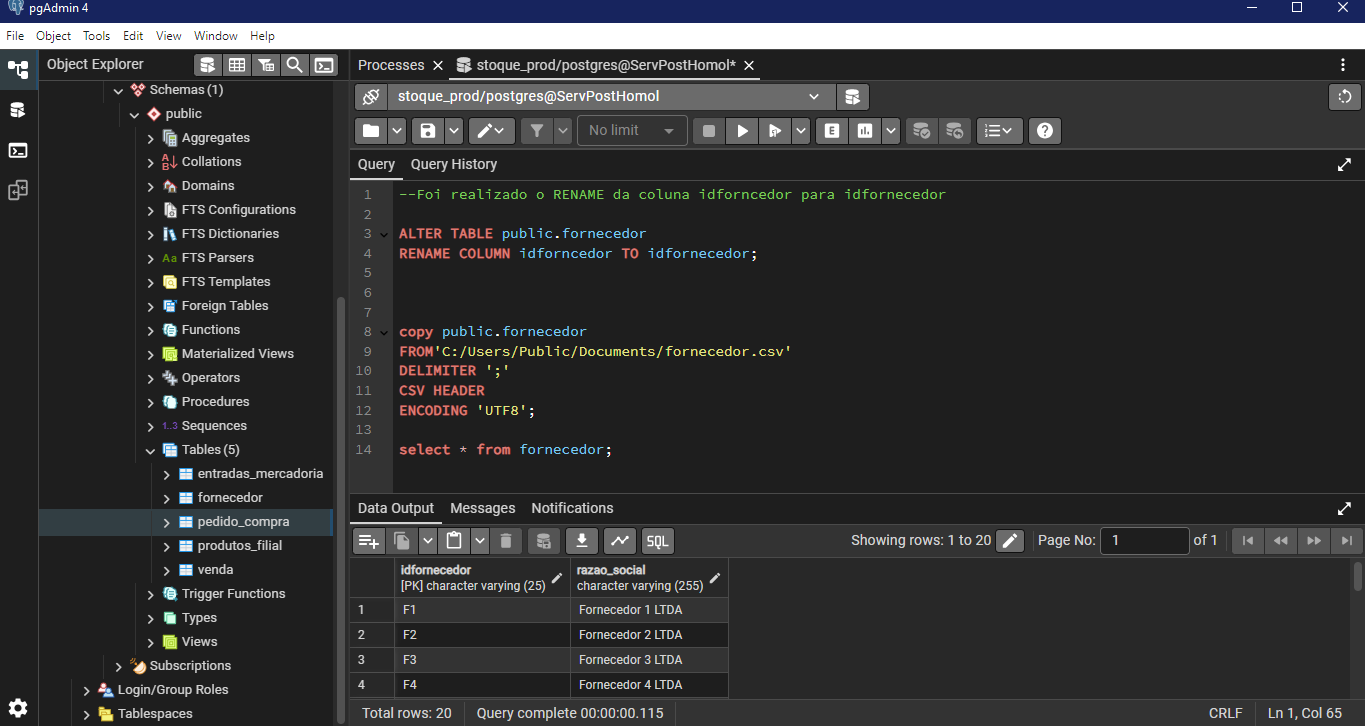 pgAdmin 4
File Object Tools Edit View Window Help
Object Explorer
Processes
stoque_prod/postgres@ServPostHomol*
Schemas (1)
public
Aggregates
Collations
Domains
FTS Configurations
FTS Dictionaries
Aa FTS Parsers
FTS Templates
Foreign Tables
Functions
Materialized Views
Operators
Procedures
1..3 Sequences
Tables (5)
entradas_mercadoria
fornecedor
pedido_compra
produtos_filial
venda
Trigger Functions
Types
Views
Subscriptions
Login/Group Roles
Tablespaces
stoque_prod/postgres@ServPostHomol
No limit
E
Query Query History
1 --Foi realizado o RENAME da coluna idforncedor para idfornecedor
2
3 ALTER TABLE public.fornecedor
4 RENAME COLUMN idforncedor TO idfornecedor;
5
6
7
8 copy public.fornecedor
9 FROM'C:/Users/Public/Documents/fornecedor.csv'
10 DELIMITER ';'
11 CSV HEADER
12 ENCODING 'UTF8';
13
14 select * from fornecedor;
Data Output Messages Notifications
SQL
Showing rows: 1 to 20
Page No: 1 of 1
idfornecedor razao_social
[PK] character varying (25) character varying (255)
1 F1 Fornecedor 1 LTDA
2 F2 Fornecedor 2 LTDA
3 F3 Fornecedor 3 LTDA
4 F4 Fornecedor 4 LTDA
Total rows: 20 Query complete 00:00:00.115 CRLF Ln 1, Col 65